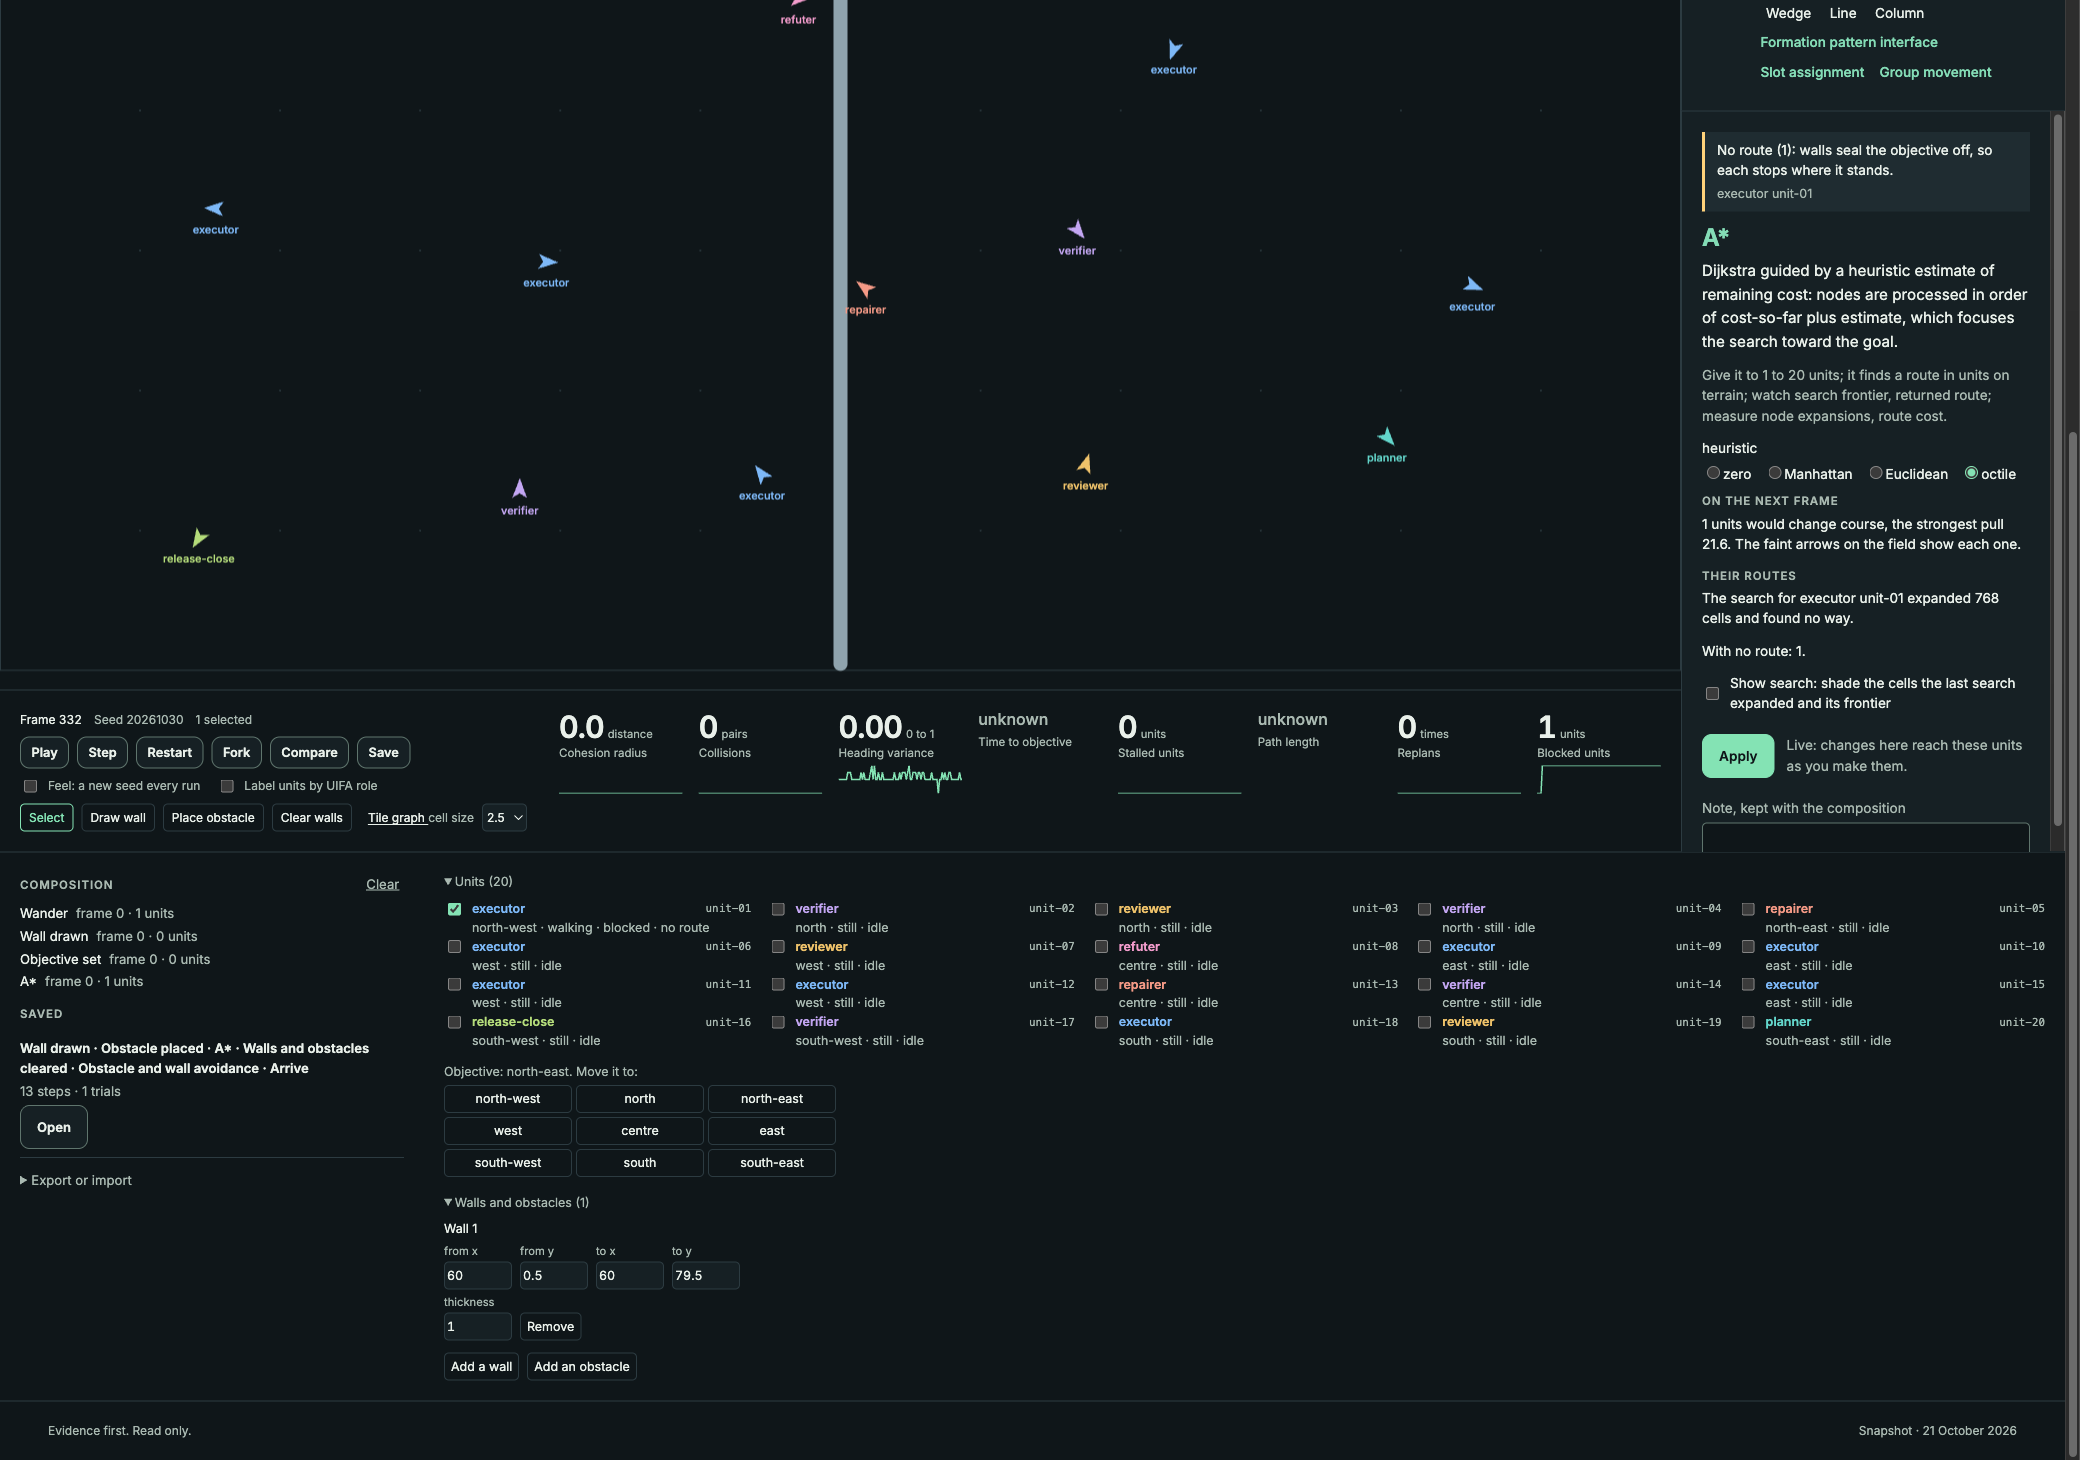 refuter
executor
executor
verifier
executor
executor
repairer
planner
reviewer
executor
verifier
release-close
Wedge Line Column
Formation pattern interface
Slot assignment Group movement
No route (1): walls seal the objective off, so
each stops where it stands.
executor unit-01
A*
Dijkstra guided by a heuristic estimate of
remaining cost: nodes are processed in order
of cost-so-far plus estimate, which focuses
the search toward the goal.
Give it to 1 to 20 units; it finds a route in units on
terrain; watch search frontier, returned route;
measure node expansions, route cost.
heuristic
zero Manhattan Euclidean octile
ON THE NEXT FRAME
1 units would change course, the strongest pull
21.6. The faint arrows on the field show each one.
THEIR ROUTES
The search for executor unit-01 expanded 768
cells and found no way.
With no route: 1.
Show search: shade the cells the last search
expanded and its frontier
Apply
Live: changes here reach these units
as you make them.
Note, kept with the composition
Frame 332 Seed 20261030 1 selected
Play Step Restart Fork Compare Save
Feel: a new seed every run Label units by UIFA role
Select Draw wall Place obstacle Clear walls Tile graph cell size 2.5
0.0 distance
Cohesion radius
0 pairs
Collisions
0.00 0 to 1
Heading variance
unknown
Time to objective
0 units
Stalled units
unknown
Path length
0 times
Replans
1 units
Blocked units
COMPOSITION Clear
Wander frame 0 · 1 units
Wall drawn frame 0 · 0 units
Objective set frame 0 · 0 units
A* frame 0 · 1 units
SAVED
Wall drawn · Obstacle placed · A* · Walls and obstacles
cleared · Obstacle and wall avoidance · Arrive
13 steps · 1 trials
Open
Export or import
Units (20)
executor unit-01 verifier unit-02 reviewer unit-03 verifier unit-04 repairer unit-05
north-west · walking · blocked · no route north · still · idle north · still · idle north · still · idle north-east · still · idle
executor unit-06 reviewer unit-07 refuter unit-08 executor unit-09 executor unit-10
west · still · idle west · still · idle centre · still · idle east · still · idle east · still · idle
executor unit-11 executor unit-12 repairer unit-13 verifier unit-14 executor unit-15
west · still · idle west · still · idle centre · still · idle centre · still · idle east · still · idle
release-close unit-16 verifier unit-17 executor unit-18 reviewer unit-19 planner unit-20
south-west · still · idle south-west · still · idle south · still · idle south · still · idle south-east · still · idle
Objective: north-east. Move it to:
north-west north north-east
west centre east
south-west south south-east
Walls and obstacles (1)
Wall 1
from x from y to x to y
60 0.5 60 79.5
thickness
1 Remove
Add a wall Add an obstacle
Evidence first. Read only.
Snapshot · 21 October 2026